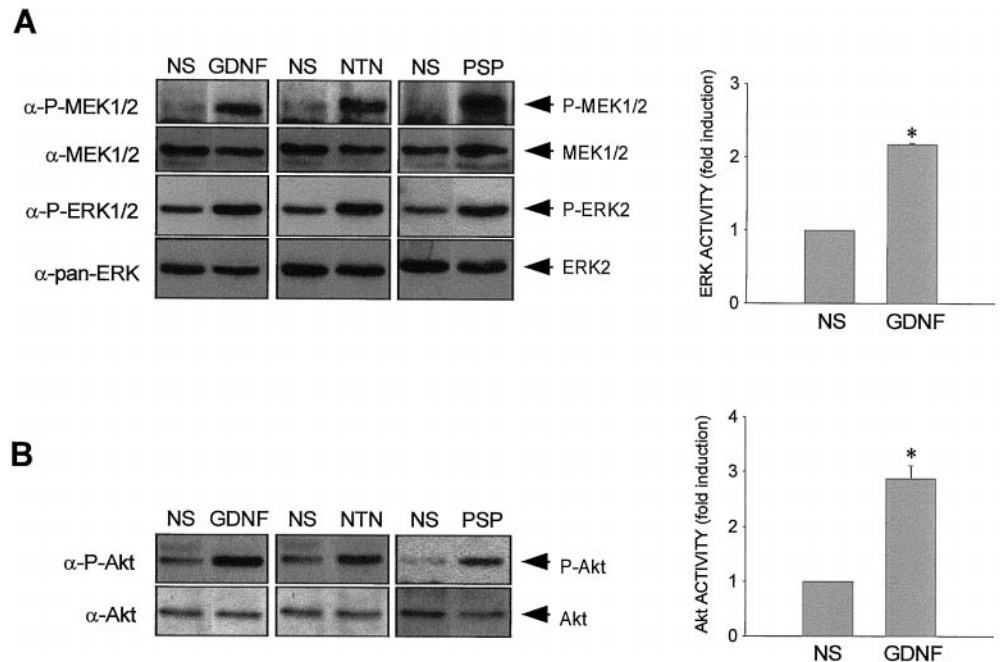 A
NS GDNF NS NTN NS PSP
α-P-MEK1/2 P-MEK1/2
α-MEK1/2 MEK1/2
α-P-ERK1/2 P-ERK2
α-pan-ERK ERK2
ERK ACTIVITY (fold induction)
3
2
1
0
*
NS GDNF
B
NS GDNF NS NTN NS PSP
α-P-Akt P-Akt
α-Akt Akt
Akt ACTIVITY (fold induction)
4
3
2
1
0
*
NS GDNF